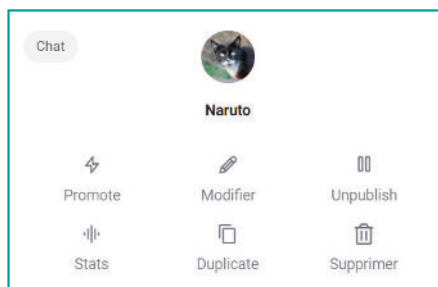 Chat
Naruto
Promote Modifier Unpublish
Stats Duplicate Supprimer